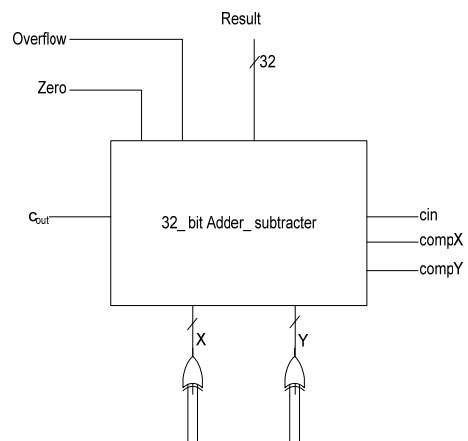 Result
Overflow
32
Zero
cout
32_ bit Adder_ subtracter
cin
compX
compY
X
Y